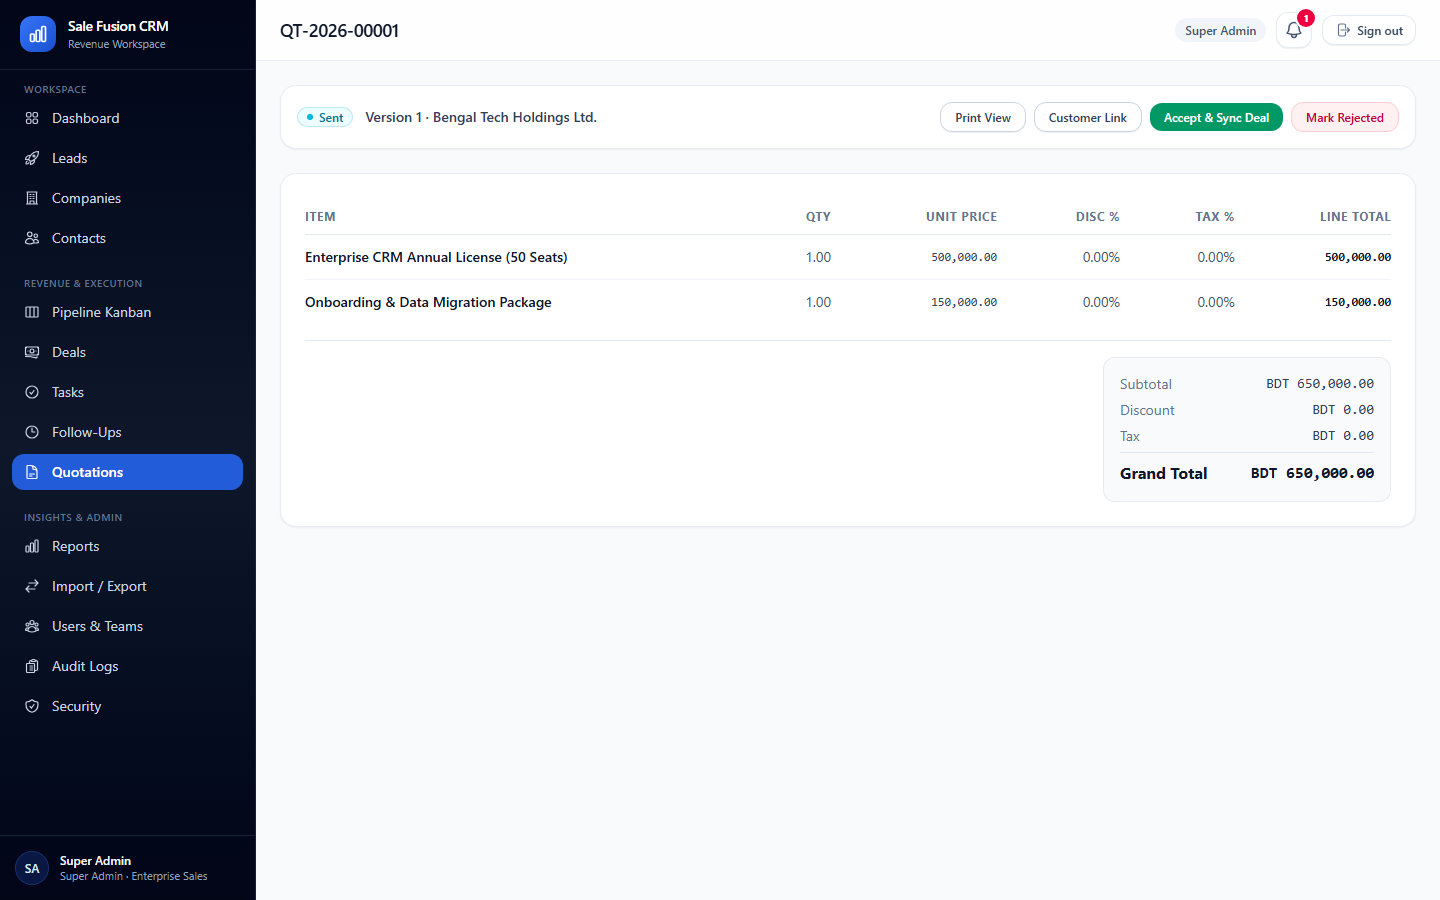 Sale Fusion CRM
Revenue Workspace
WORKSPACE
Dashboard
Leads
Companies
Contacts
REVENUE & EXECUTION
Pipeline Kanban
Deals
Tasks
Follow-Ups
Quotations
INSIGHTS & ADMIN
Reports
Import / Export
Users & Teams
Audit Logs
Security
SA
Super Admin
Super Admin · Enterprise Sales
QT-2026-00001
Super Admin
1
Sign out
Sent
Version 1 · Bengal Tech Holdings Ltd.
Print View
Customer Link
Accept & Sync Deal
Mark Rejected
ITEM QTY UNIT PRICE DISC % TAX % LINE TOTAL
Enterprise CRM Annual License (50 Seats) 1.00 500,000.00 0.00% 0.00% 500,000.00
Onboarding & Data Migration Package 1.00 150,000.00 0.00% 0.00% 150,000.00
Subtotal BDT 650,000.00
Discount BDT 0.00
Tax BDT 0.00
Grand Total BDT 650,000.00